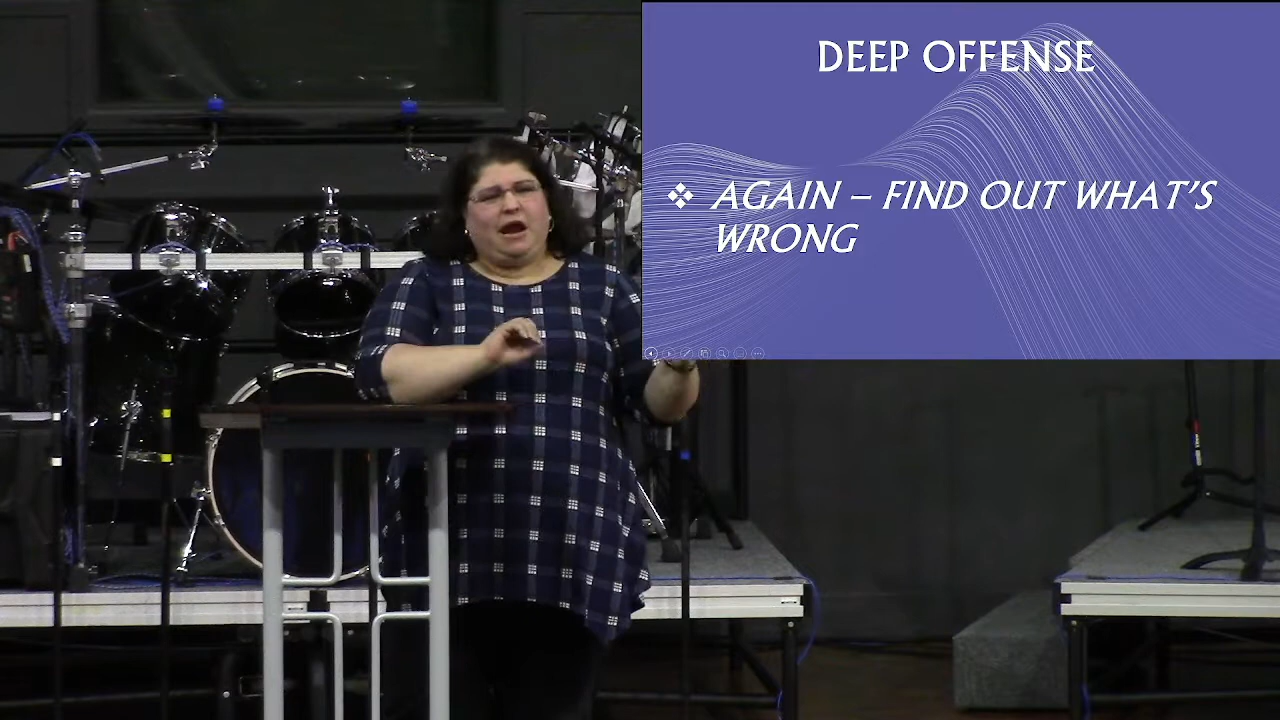 DEEP OFFENSE
❖ AGAIN – FIND OUT WHAT'S
WRONG